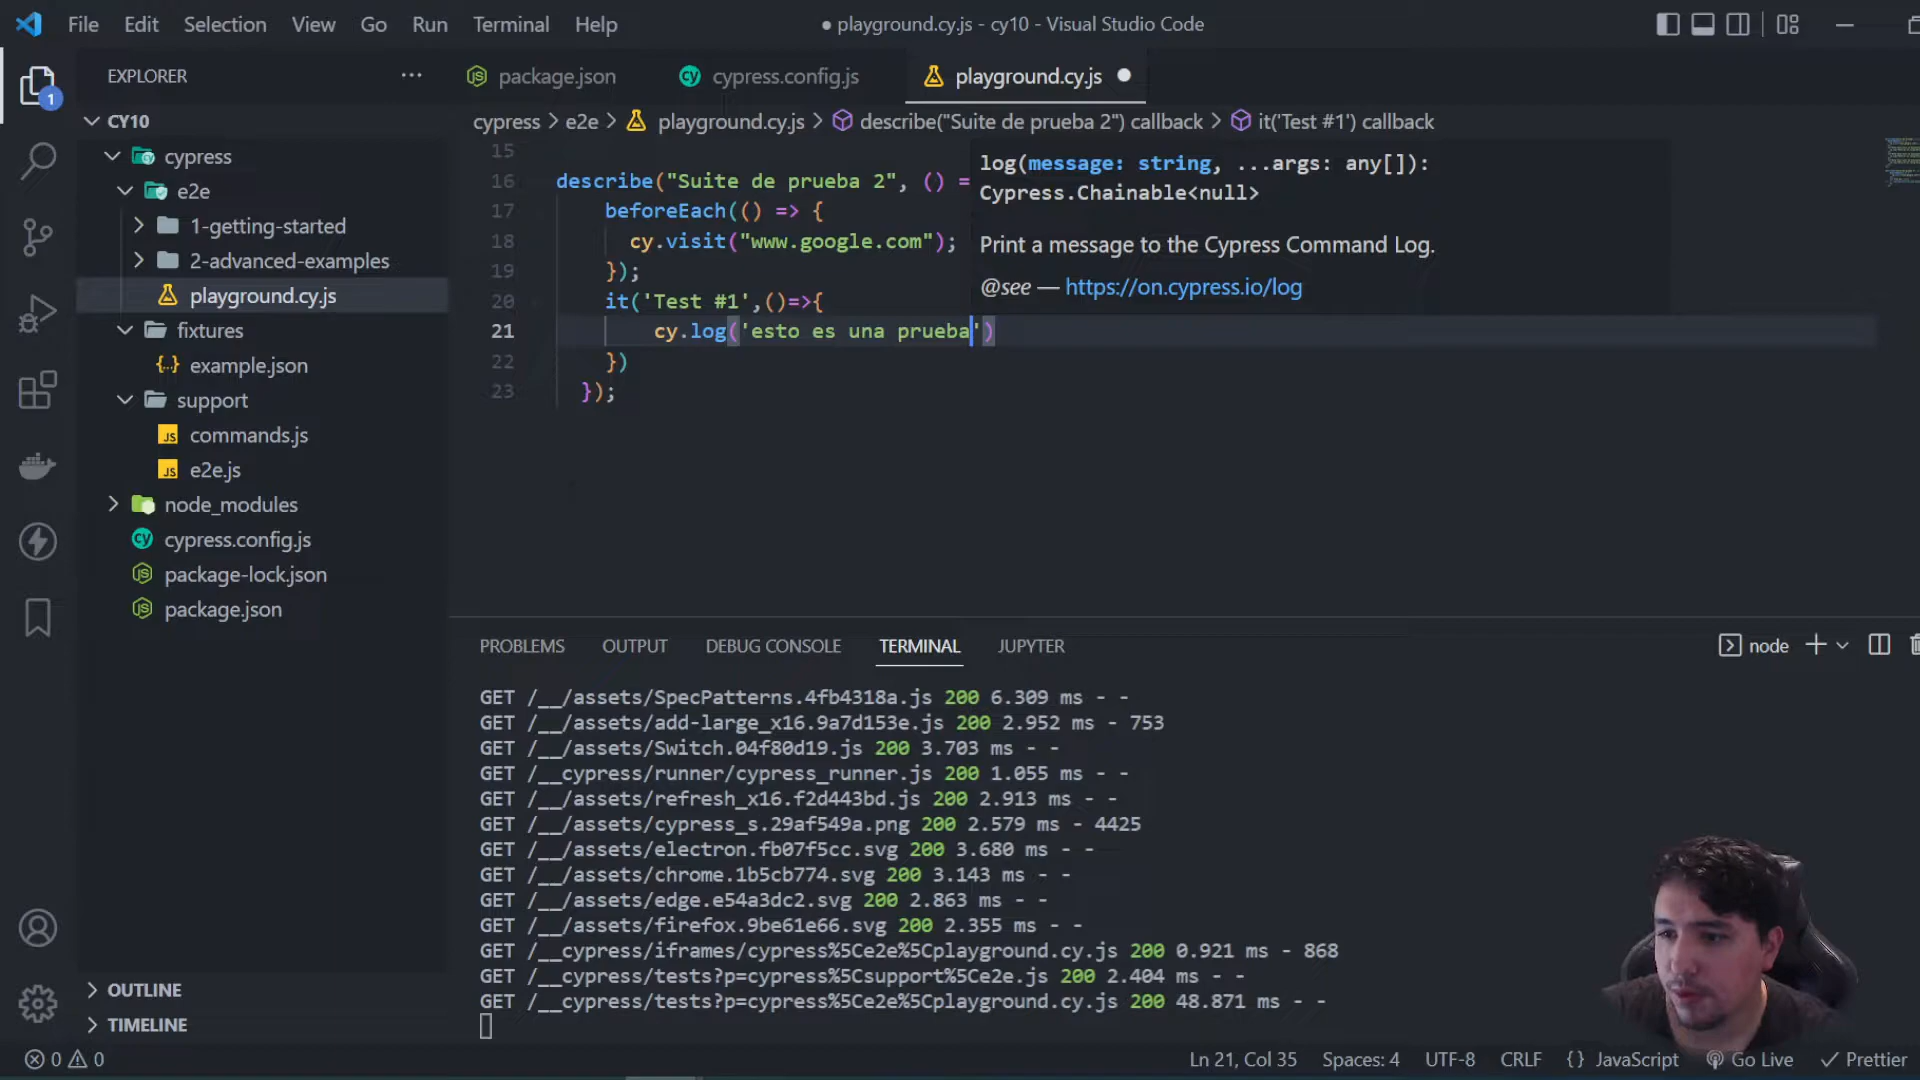 File Edit Selection View Go Run Terminal Help
● playground.cy.js - cy10 - Visual Studio Code
1
EXPLORER
CY10
cypress
e2e
1-getting-started
2-advanced-examples
playground.cy.js
fixtures
example.json
support
commands.js
e2e.js
node_modules
cypress.config.js
package-lock.json
package.json
OUTLINE
TIMELINE
package.json cypress.config.js playground.cy.js
cypress > e2e > playground.cy.js > describe("Suite de prueba 2") callback > it('Test #1') callback
15
16 describe("Suite de prueba 2", () =
17 beforeEach(() => {
18 cy.visit("www.google.com");
19 });
20 it('Test #1',()=>{
21 cy.log('esto es una prueba')
22 })
23 });
log(message: string, ...args: any[]):
Cypress.Chainable<null>
Print a message to the Cypress Command Log.
@see — https://on.cypress.io/log
PROBLEMS OUTPUT DEBUG CONSOLE TERMINAL JUPYTER
node
GET /__/assets/SpecPatterns.4fb4318a.js 200 6.309 ms - -
GET /__/assets/add-large_x16.9a7d153e.js 200 2.952 ms - 753
GET /__/assets/Switch.04f80d19.js 200 3.703 ms - -
GET /__cypress/runner/cypress_runner.js 200 1.055 ms - -
GET /__/assets/refresh_x16.f2d443bd.js 200 2.913 ms - -
GET /__/assets/cypress_s.29af549a.png 200 2.579 ms - 4425
GET /__/assets/electron.fb07f5cc.svg 200 3.680 ms - -
GET /__/assets/chrome.1b5cb774.svg 200 3.143 ms - -
GET /__/assets/edge.e54a3dc2.svg 200 2.863 ms - -
GET /__/assets/firefox.9be61e66.svg 200 2.355 ms - -
GET /__cypress/iframes/cypress%5Ce2e%5Cplayground.cy.js 200 0.921 ms - 868
GET /__cypress/tests?p=cypress%5Csupport%5Ce2e.js 200 2.404 ms - -
GET /__cypress/tests?p=cypress%5Ce2e%5Cplayground.cy.js 200 48.871 ms - -
0 0
Ln 21, Col 35 Spaces: 4 UTF-8 CRLF {} JavaScript Go Live Prettier